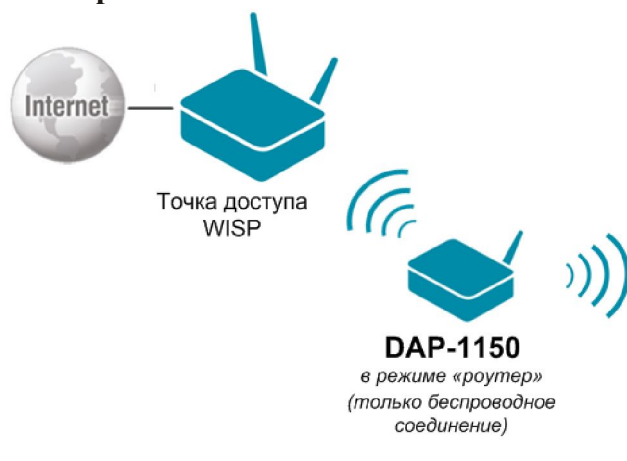 Internet
Точка доступа
WISP
DAP-1150
в режиме «роутер»
(только беспроводное
соединение)